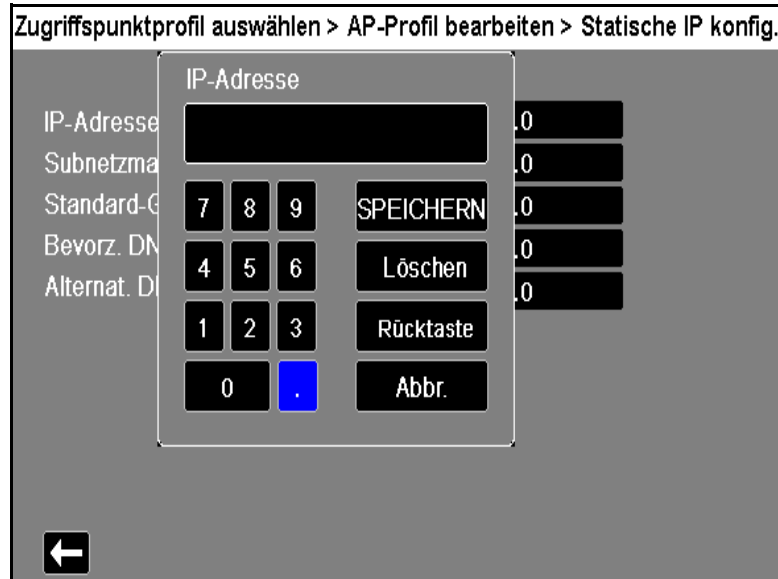 Zugriffspunktprofil auswählen > AP-Profil bearbeiten > Statische IP konfig.
IP-Adresse
IP-Adresse .0
Subnetzma .0
Standard-G .0
Bevorz. DN .0
Alternat. D .0
7 8 9 SPEICHERN
4 5 6 Löschen
1 2 3 Rücktaste
0 . Abbr.